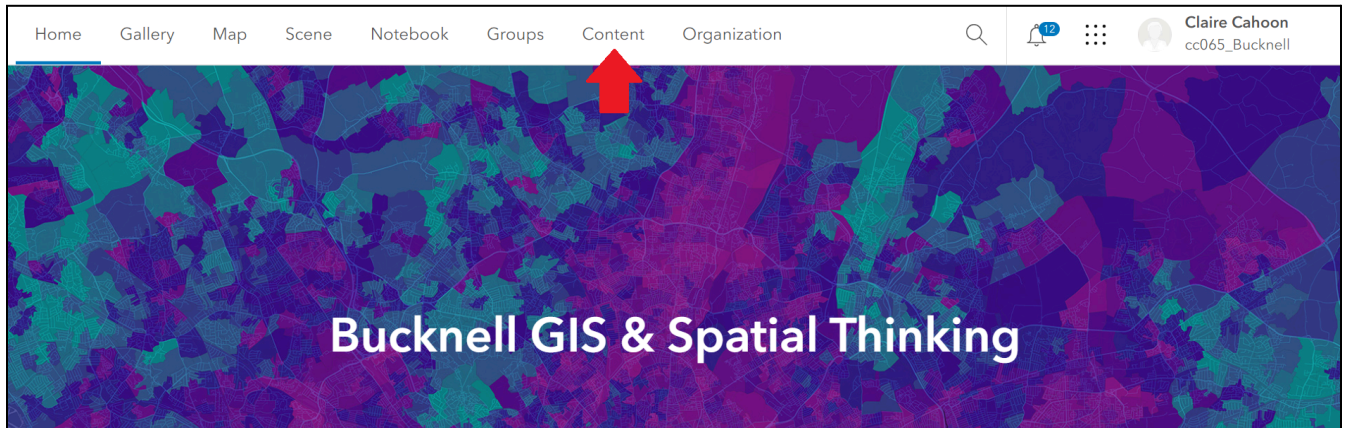 Home Gallery Map Scene Notebook Groups Content Organization 12 Claire Cahoon
cc065_Bucknell
Bucknell GIS & Spatial Thinking